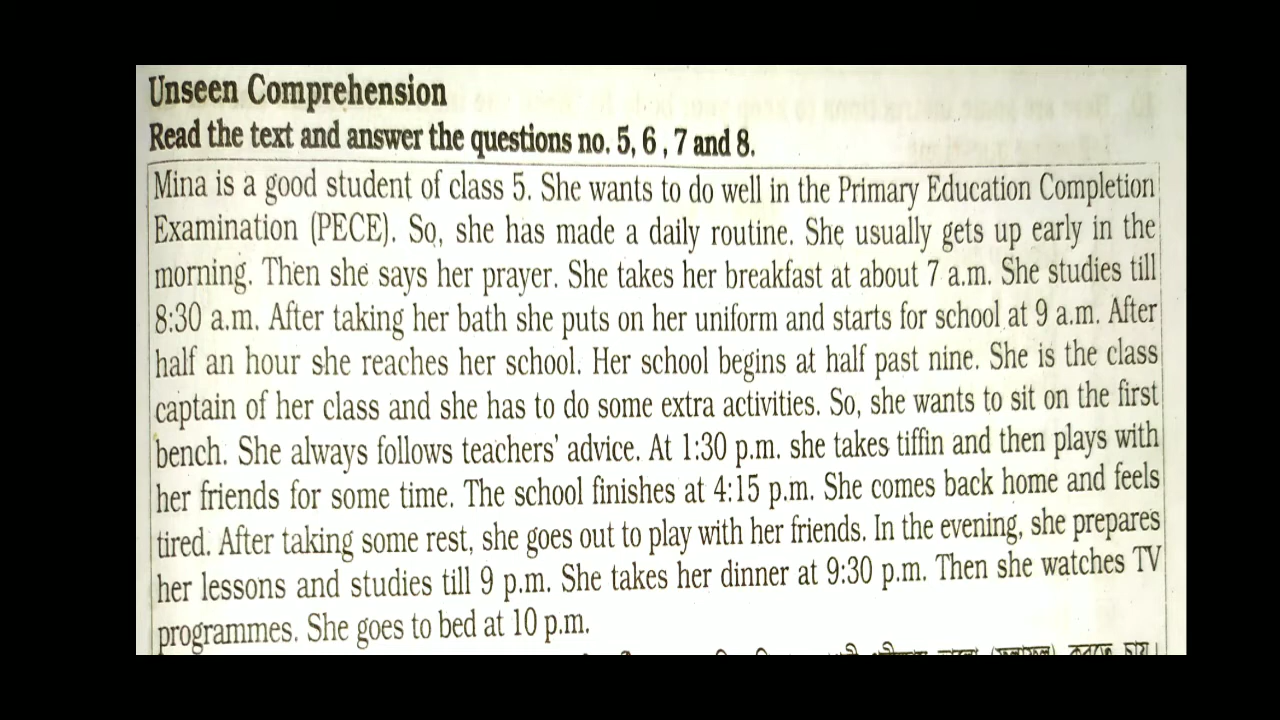 Unseen Comprehension
Read the text and answer the questions no. 5, 6 , 7 and 8.
Mina is a good student of class 5. She wants to do well in the Primary Education Completion
Examination (PECE). So, she has made a daily routine. She usually gets up early in the
morning. Then she says her prayer. She takes her breakfast at about 7 a.m. She studies till
8:30 a.m. After taking her bath she puts on her uniform and starts for school at 9 a.m. After
half an hour she reaches her school. Her school begins at half past nine. She is the class
captain of her class and she has to do some extra activities. So, she wants to sit on the first
bench. She always follows teachers' advice. At 1:30 p.m. she takes tiffin and then plays with
her friends for some time. The school finishes at 4:15 p.m. She comes back home and feels
tired. After taking some rest, she goes out to play with her friends. In the evening, she prepares
her lessons and studies till 9 p.m. She takes her dinner at 9:30 p.m. Then she watches TV
programmes. She goes to bed at 10 p.m.